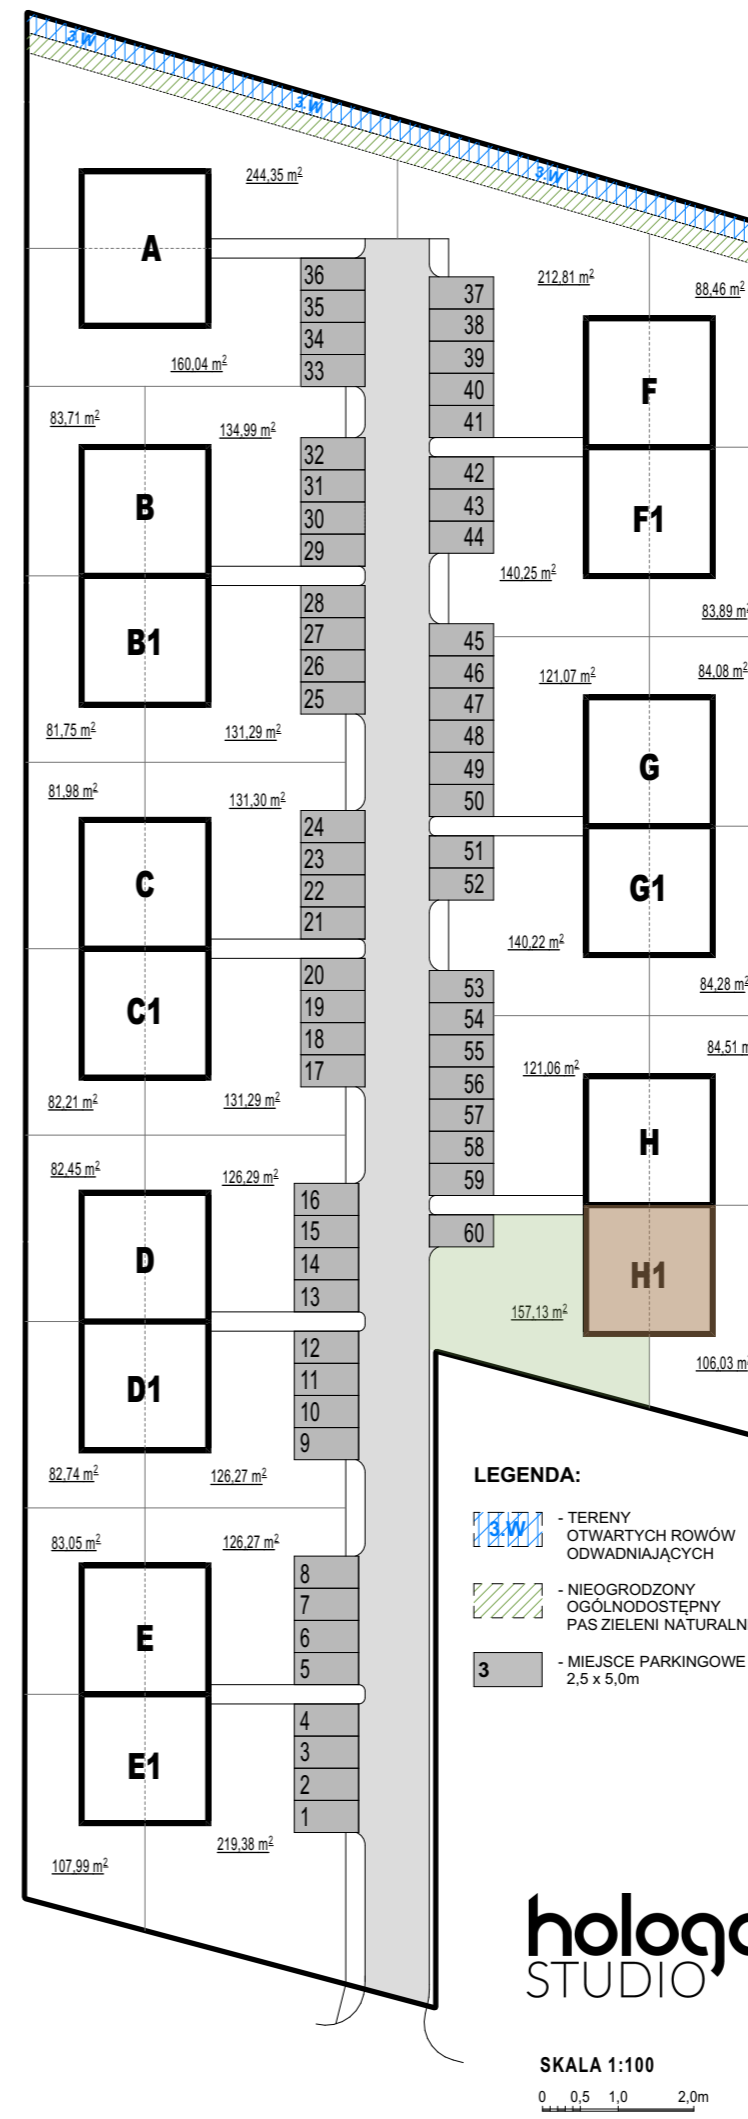 3.W
3.W
3.W
244,35 m²
A
36
35
34
33
160,04 m²
37
38
39
40
41
212,81 m²
88,46 m²
F
83,71 m²
134,99 m²
32
31
30
29
B
42
43
44
F1
140,25 m²
83,89 m²
28
27
26
25
B1
81,75 m²
131,29 m²
45
46
47
48
49
50
121,07 m²
84,08 m²
G
81,98 m²
131,30 m²
24
23
22
21
C
51
52
G1
140,22 m²
84,28 m²
20
19
18
17
C1
82,21 m²
131,29 m²
53
54
55
56
57
58
59
84,51 m
121,06 m²
H
82,45 m²
126,29 m²
16
15
14
13
D
60
H1
157,13 m²
106,03 m²
12
11
10
9
D1
82,74 m²
126,27 m²
83,05 m²
126,27 m²
8
7
6
5
E
4
3
2
1
E1
219,38 m²
107,99 m²
LEGENDA:
3.W - TERENY
OTWARTYCH ROWÓW
ODWADNIAJĄCYCH
- NIEOGRODZONY
OGÓLNODOSTĘPNY
PAS ZIELENI NATURALN
3 - MIEJSCE PARKINGOWE
2,5 x 5,0m
STUDIO
SKALA 1:100
0 0,5 1,0 2,0m